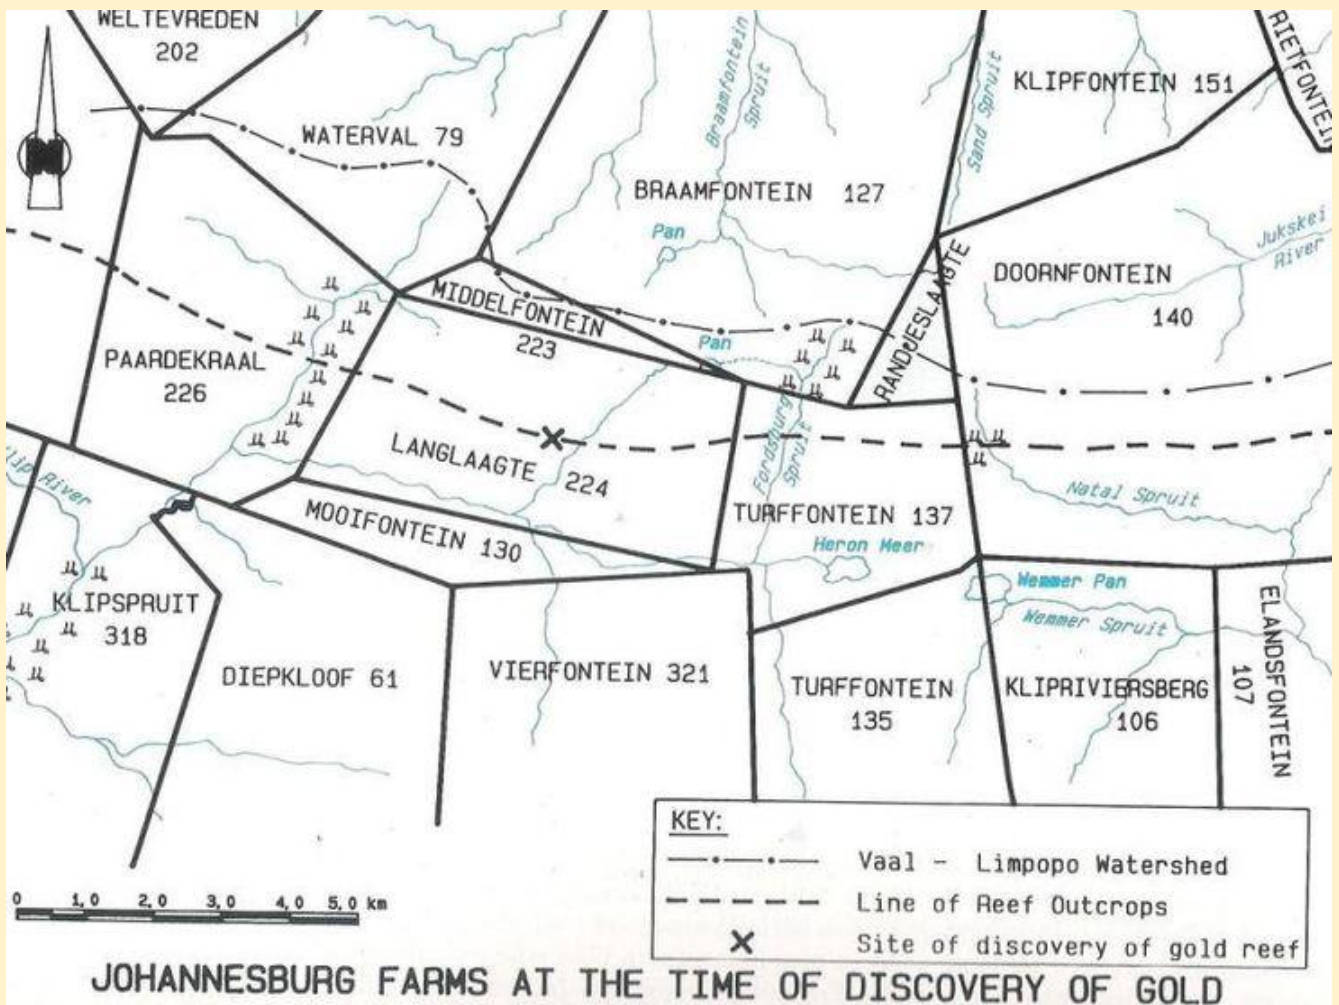 WELTEVREDEN
202
KLIPFONTEIN 151
RIETFONTEIN
Braamfontein
Spruit
Sand Spruit
WATERVAL 79
BRAAMFONTEIN 127
Pan
Jukskei
River
DOORNFONTEIN
140
RANDJESLAAGTE
MIDDELFONTEIN
223
Pan
PAARDEKRAAL
226
LANGLAAGTE 224
Fordsburg
Spruit
Natal Spruit
River
MOOIFONTEIN 130
TURFFONTEIN 137
Heron Meer
Wemmer Pan
Wemmer Spruit
KLIPSPRUIT
318
DIEPKLOOF 61
VIERFONTEIN 321
TURFFONTEIN
135
KLIPRIVIERSBERG
106
ELANDSFONTEIN
107
KEY:
Vaal - Limpopo Watershed
Line of Reef Outcrops
Site of discovery of gold reef
0 1,0 2,0 3,0 4,0 5,0 km
JOHANNESBURG FARMS AT THE TIME OF DISCOVERY OF GOLD